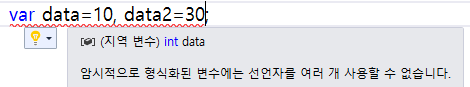 var data=10, data2=30;
(지역 변수) int data
암시적으로 형식화된 변수에는 선언자를 여러 개 사용할 수 없습니다.